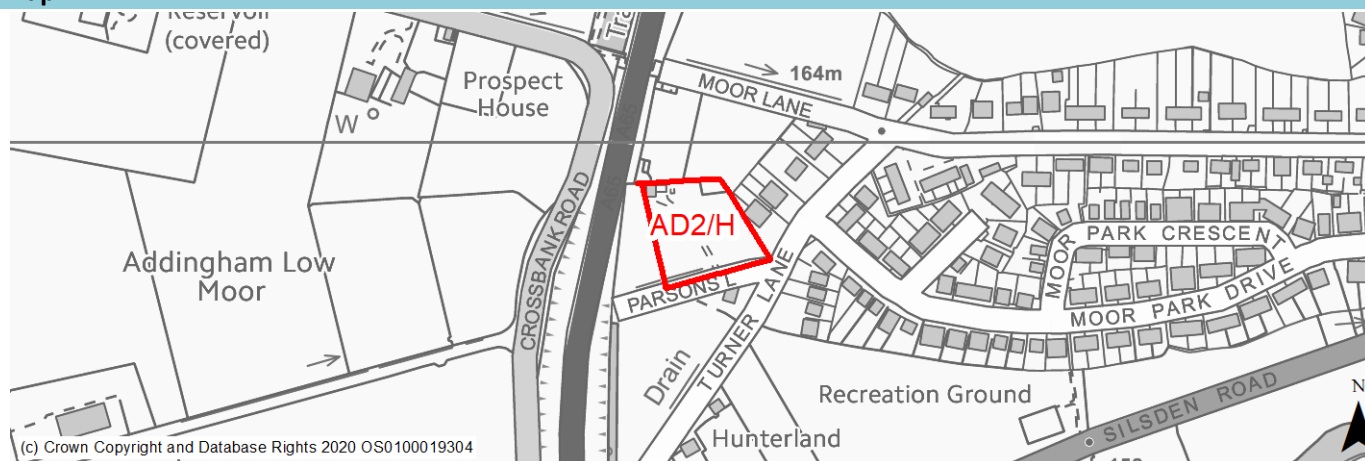 Reservoir
(covered)
Prospect
House
W
MOOR LANE
164m
A65
A65
CROSSBANK ROAD
AD2/H
PARSONS L
TURNER LANE
Drain
Addingham Low
Moor
MOOR PARK CRESCENT
MOOR PARK DRIVE
Recreation Ground
SILSDEN ROAD
Hunterland
N
(c) Crown Copyright and Database Rights 2020 OS0100019304